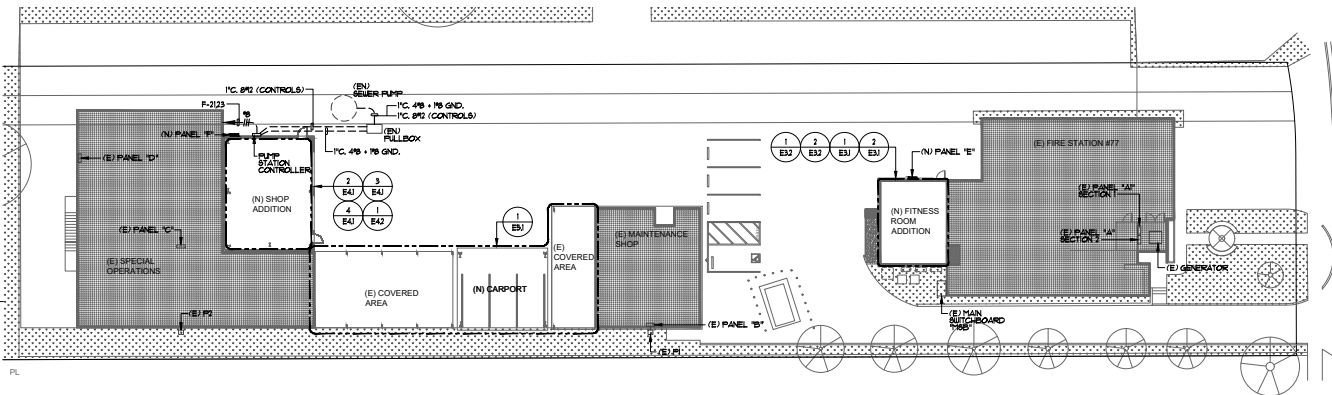 1"C. 8#12 (CONTROLS)
(EN)
SEWER PUMP
1"C. 4#8 + 1#8 GND.
1"C. 8#12 (CONTROLS)
F-21,23
#8
(EN)
PULLBOX
(N) PANEL "F"
1"C. 4#8 + 1#8 GND.
PUMP
STATION
CONTROLLER
(E) PANEL "D"
(N) SHOP
ADDITION
2
E4.1
3
E4.1
4
E4.1
1
E4.2
(E) PANEL "C"
(E) SPECIAL
OPERATIONS
(E) P2
(E) COVERED
AREA
(N) CARPORT
1
E5.1
(E)
COVERED
AREA
(E) MAINTENANCE
SHOP
(E) PANEL "B"
(E) P1
1
E3.2
2
E3.2
1
E3.1
2
E3.1
(N) PANEL "E"
(N) FITNESS
ROOM
ADDITION
(E) FIRE STATION #77
(E) PANEL "A"
SECTION 1
(E) PANEL "A"
SECTION 2
(E) GENERATOR
(E) MAIN
SWITCHBOARD
"MSB"
PL